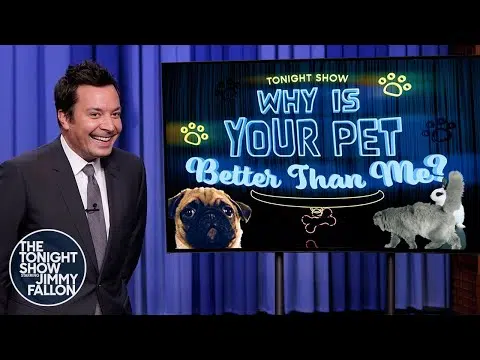 TONIGHT SHOW
WHY IS
YOUR PET
Better Than Me?
THE
TONIGHT
SHOW
STARRING
JIMMY
FALLON